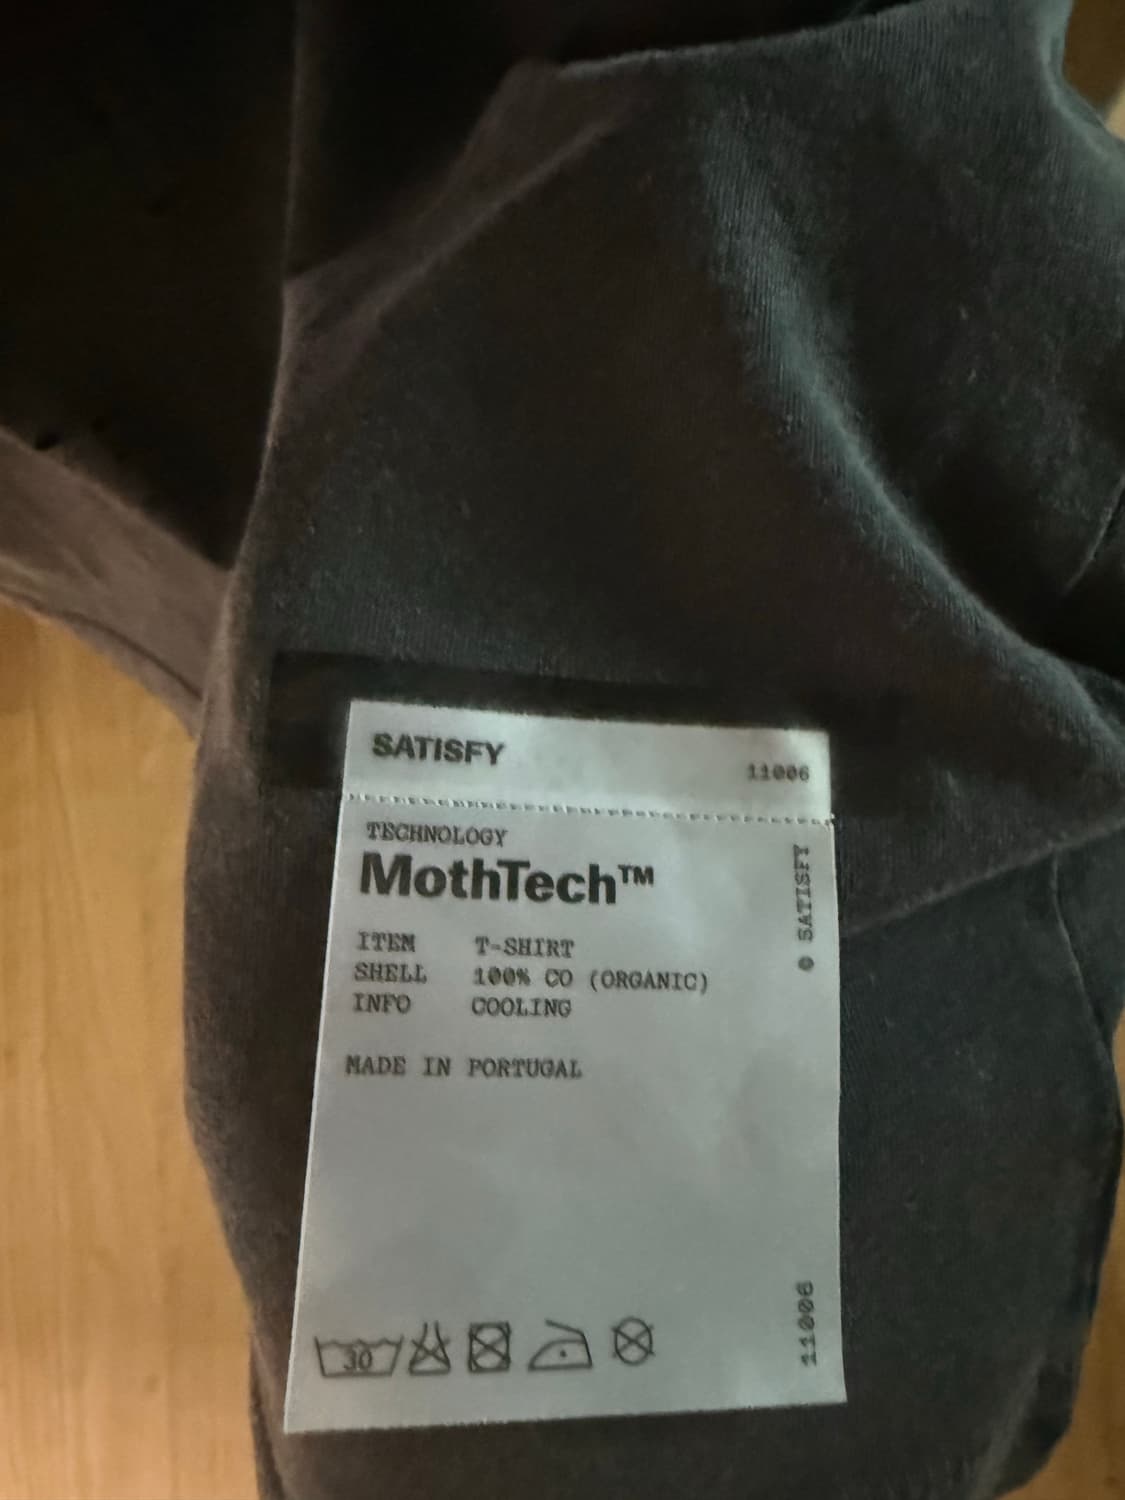 SATISFY
11006
TECHNOLOGY
MothTech™
ITEM T-SHIRT
SHELL 100% CO (ORGANIC)
INFO COOLING
MADE IN PORTUGAL
© SATISFY
11006
30